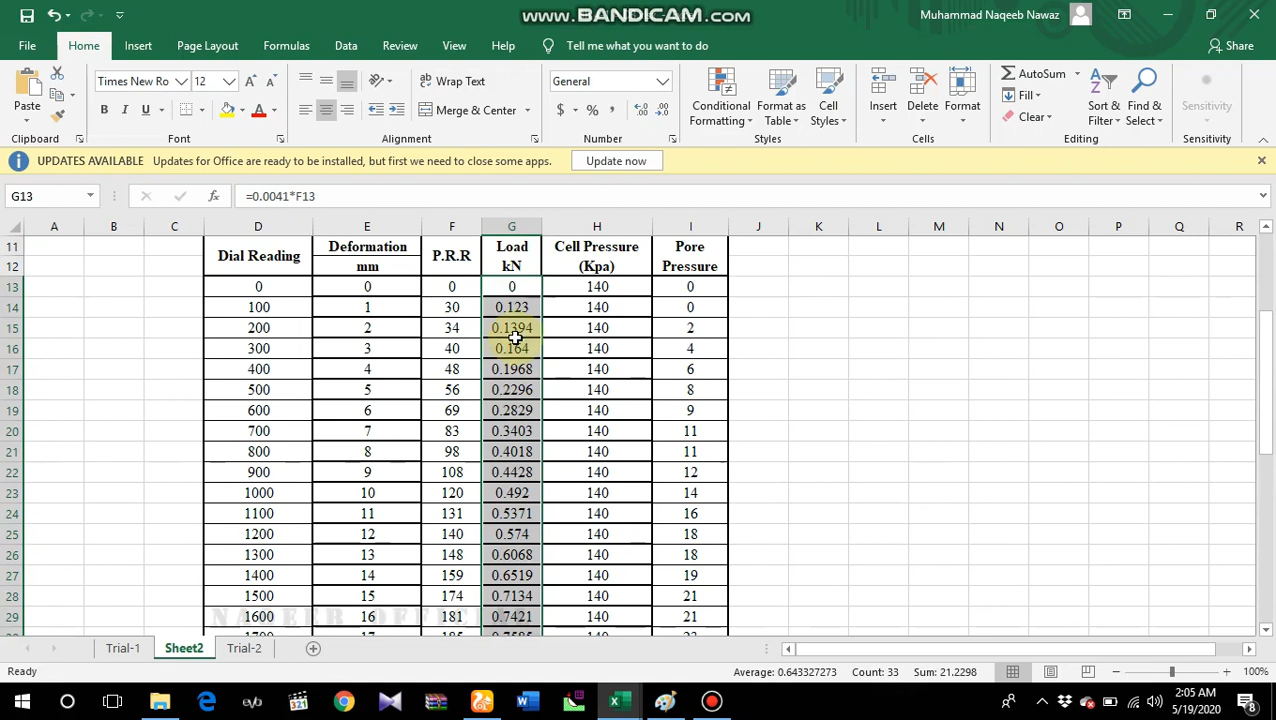 www.BANDICAM.com
Muhammad Naqeeb Nawaz
File Home Insert Page Layout Formulas Data Review View Help Tell me what you want to do Share
Times New Ro 12 Wrap Text General AutoSum
Paste B I U Merge & Center $ % , Conditional Formatting Format as Table Cell Styles Insert Delete Format Fill Clear Sort & Filter Find & Select Sensitivity
Clipboard Font Alignment Number Styles Cells Editing Sensitivity
UPDATES AVAILABLE Updates for Office are ready to be installed, but first we need to close some apps. Update now
G13 fx =0.0041*F13
A B C D E F G H I J K L M N O P Q R
11 Dial Reading Deformation P.R.R Load Cell Pressure Pore
12 mm kN (Kpa) Pressure
13 0 0 0 0 140 0
14 100 1 30 0.123 140 0
15 200 2 34 0.1394 140 2
16 300 3 40 0.164 140 4
17 400 4 48 0.1968 140 6
18 500 5 56 0.2296 140 8
19 600 6 69 0.2829 140 9
20 700 7 83 0.3403 140 11
21 800 8 98 0.4018 140 11
22 900 9 108 0.4428 140 12
23 1000 10 120 0.492 140 14
24 1100 11 131 0.5371 140 16
25 1200 12 140 0.574 140 18
26 1300 13 148 0.6068 140 18
27 1400 14 159 0.6519 140 19
28 1500 15 174 0.7134 140 21
29 1600 16 181 0.7421 140 21
Trial-1 Sheet2 Trial-2
Ready Average: 0.643327273 Count: 33 Sum: 21.2298 100%
2:05 AM
5/19/2020